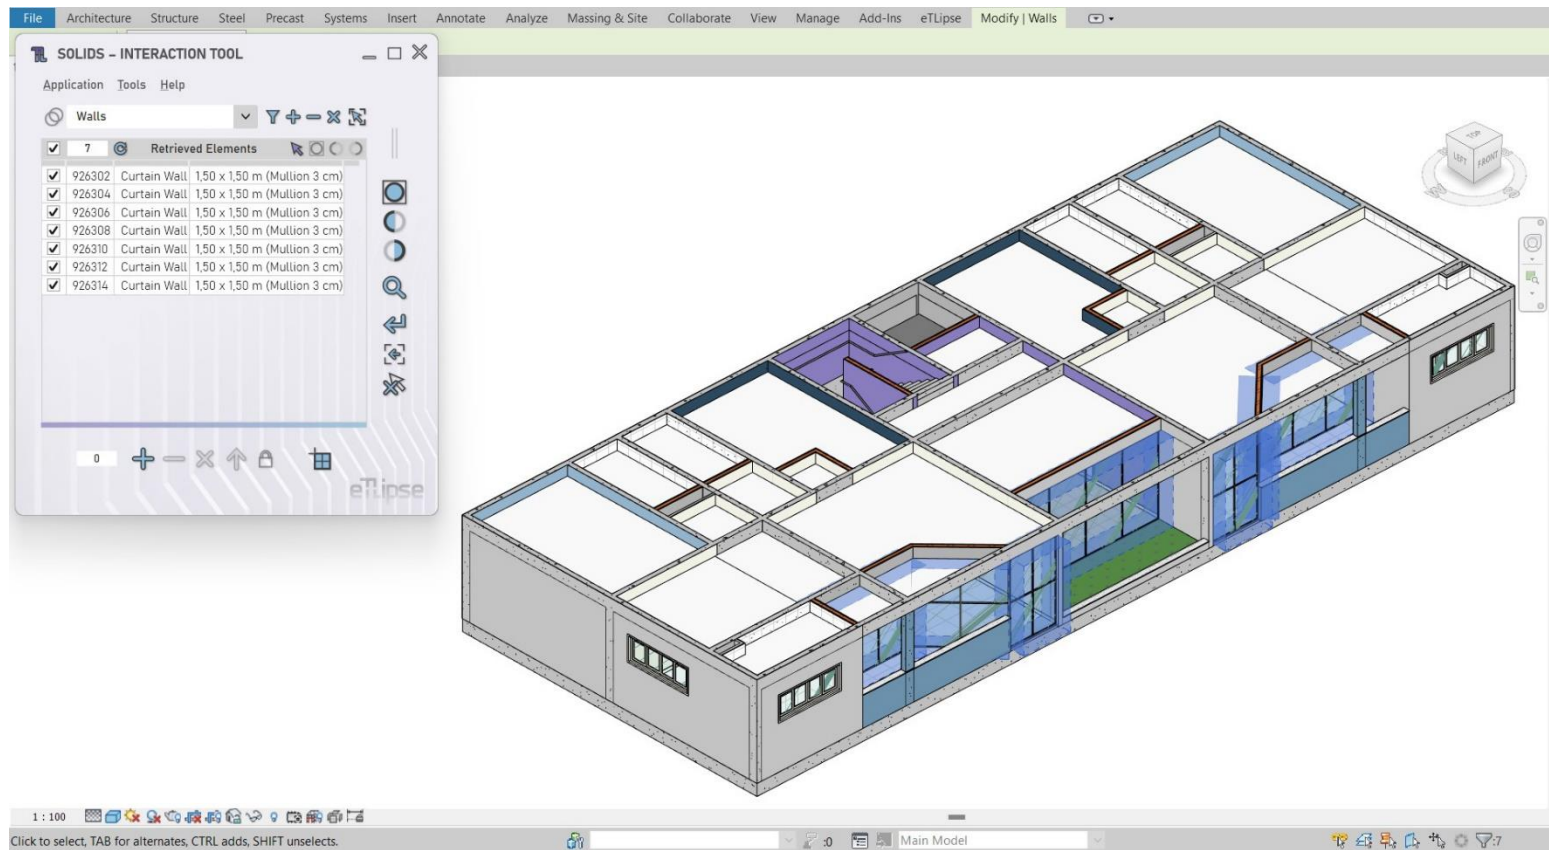 File Architecture Structure Steel Precast Systems Insert Annotate Analyze Massing & Site Collaborate View Manage Add-Ins eTLipse Modify | Walls
SOLIDS – INTERACTION TOOL
Application Tools Help
Walls
7 Retrieved Elements
926302 Curtain Wall 1,50 x 1,50 m (Mullion 3 cm)
926304 Curtain Wall 1,50 x 1,50 m (Mullion 3 cm)
926306 Curtain Wall 1,50 x 1,50 m (Mullion 3 cm)
926308 Curtain Wall 1,50 x 1,50 m (Mullion 3 cm)
926310 Curtain Wall 1,50 x 1,50 m (Mullion 3 cm)
926312 Curtain Wall 1,50 x 1,50 m (Mullion 3 cm)
926314 Curtain Wall 1,50 x 1,50 m (Mullion 3 cm)
0
eTLipse
TOP
LEFT FRONT
1 : 100
Click to select, TAB for alternates, CTRL adds, SHIFT unselects.
:0 Main Model :7